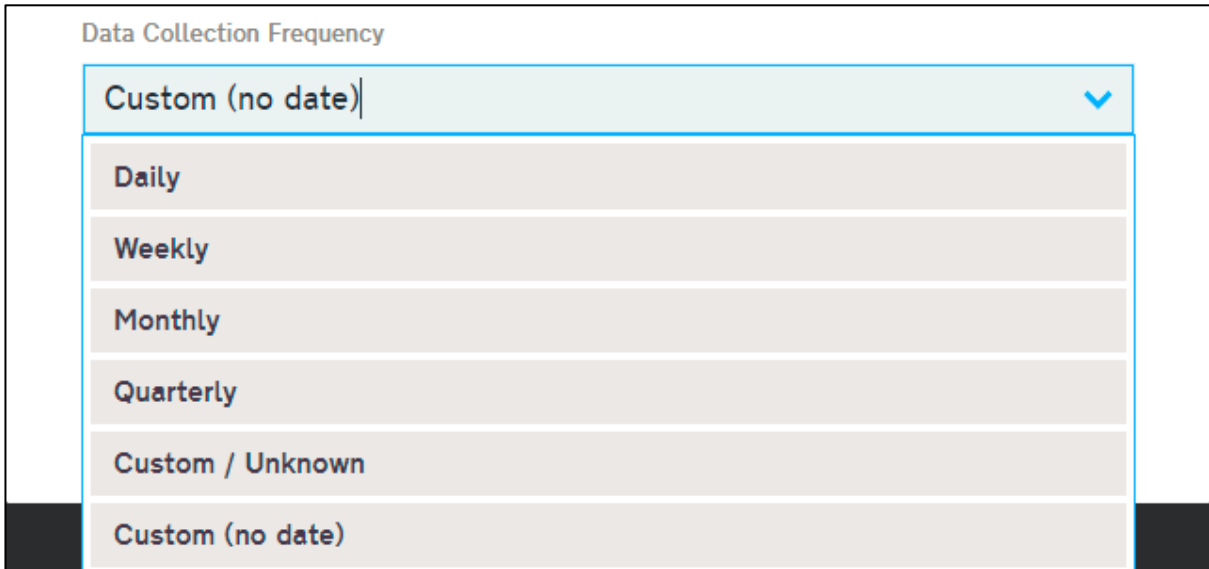 Data Collection Frequency
Custom (no date)
Daily
Weekly
Monthly
Quarterly
Custom / Unknown
Custom (no date)